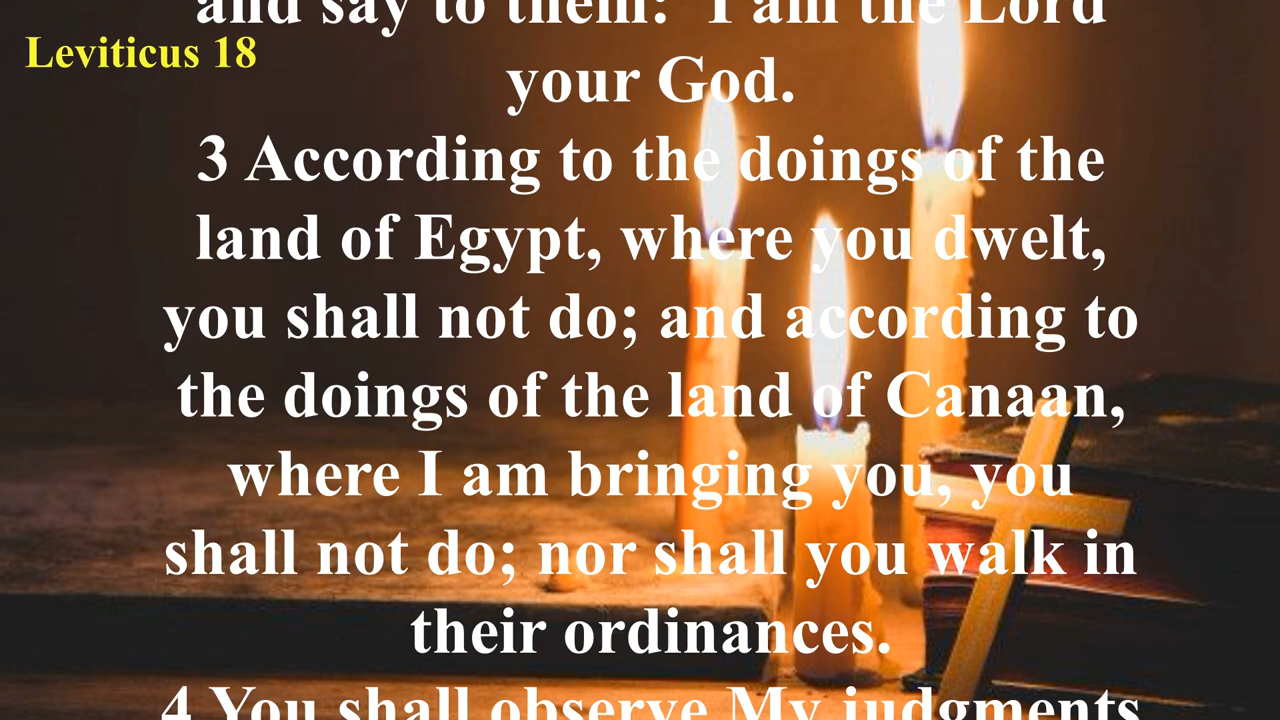 and say to them: 'I am the Lord
Leviticus 18
your God.
3 According to the doings of the
land of Egypt, where you dwelt,
you shall not do; and according to
the doings of the land of Canaan,
where I am bringing you, you
shall not do; nor shall you walk in
their ordinances.
4 You shall observe My judgments